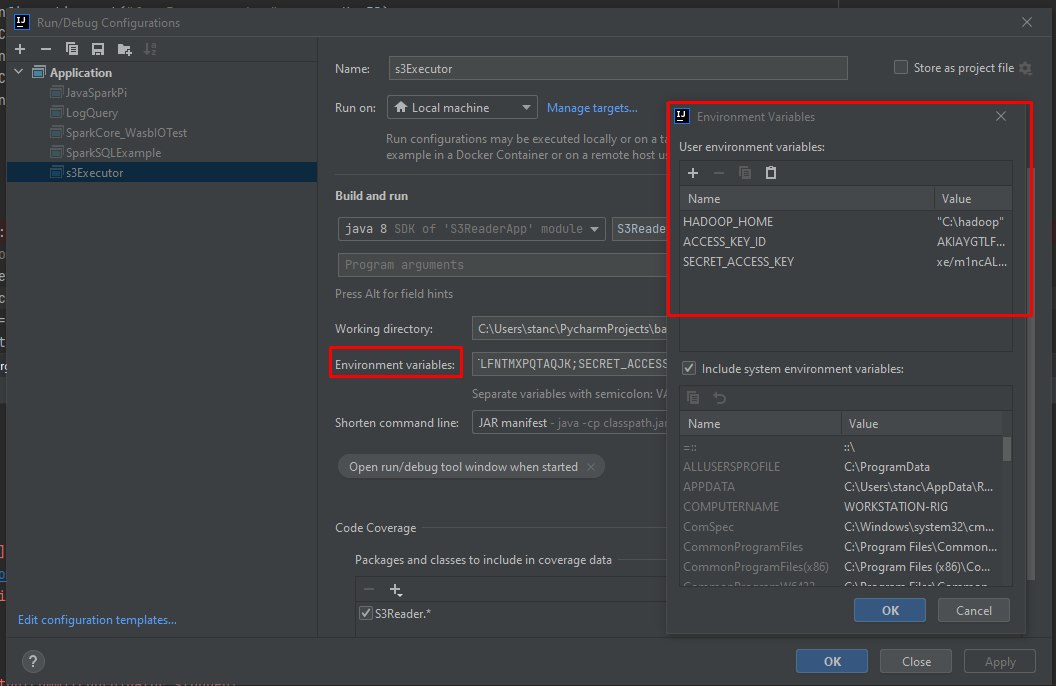 Run/Debug Configurations
Application
JavaSparkPi
LogQuery
SparkCore_WasbIOTest
SparkSQLExample
s3Executor
Edit configuration templates...
Name: s3Executor
Store as project file
Run on: Local machine Manage targets...
Run configurations may be executed locally or on a ta
example in a Docker Container or on a remote host u
Build and run
java 8 SDK of 'S3ReaderApp' module S3Reade
Program arguments
Press Alt for field hints
Working directory: C:\Users\stanc\PycharmProjects\ba
Environment variables: LFNTMXPQTAQJK;SECRET_ACCESS
Separate variables with semicolon: VA
Shorten command line: JAR manifest - java -cp classpath.jar
Open run/debug tool window when started
Code Coverage
Packages and classes to include in coverage data
S3Reader.*
Environment Variables
User environment variables:
Name Value
HADOOP_HOME "C:\hadoop"
ACCESS_KEY_ID AKIAYGTLF...
SECRET_ACCESS_KEY xe/m1ncAL...
Include system environment variables:
Name Value
=:: ::\
ALLUSERSPROFILE C:\ProgramData
APPDATA C:\Users\stanc\AppData\R...
COMPUTERNAME WORKSTATION-RIG
ComSpec C:\Windows\system32\cm...
CommonProgramFiles C:\Program Files\Common...
CommonProgramFiles(x86) C:\Program Files (x86)\Co...
CommonProgramW6432 C:\Program Files\Common
OK Cancel
? OK Close Apply